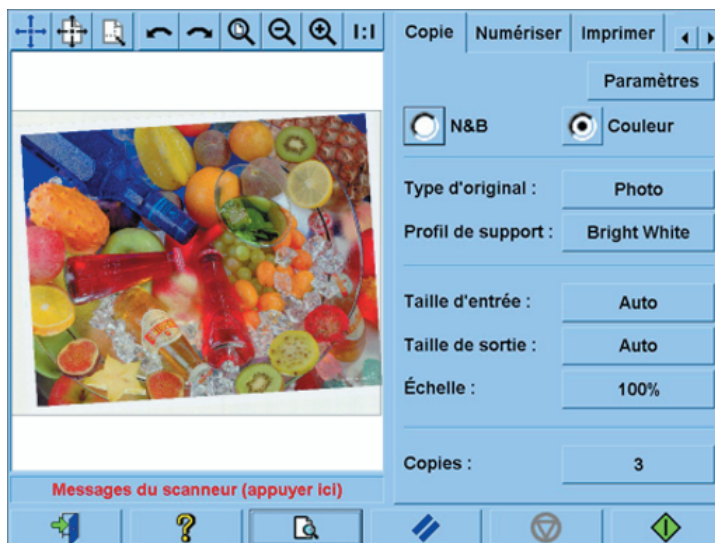 1:1
Copie Numériser Imprimer
Paramètres
N&B Couleur
Type d'original : Photo
Profil de support : Bright White
Taille d'entrée : Auto
Taille de sortie : Auto
Échelle : 100%
Copies : 3
Messages du scanneur (appuyer ici)